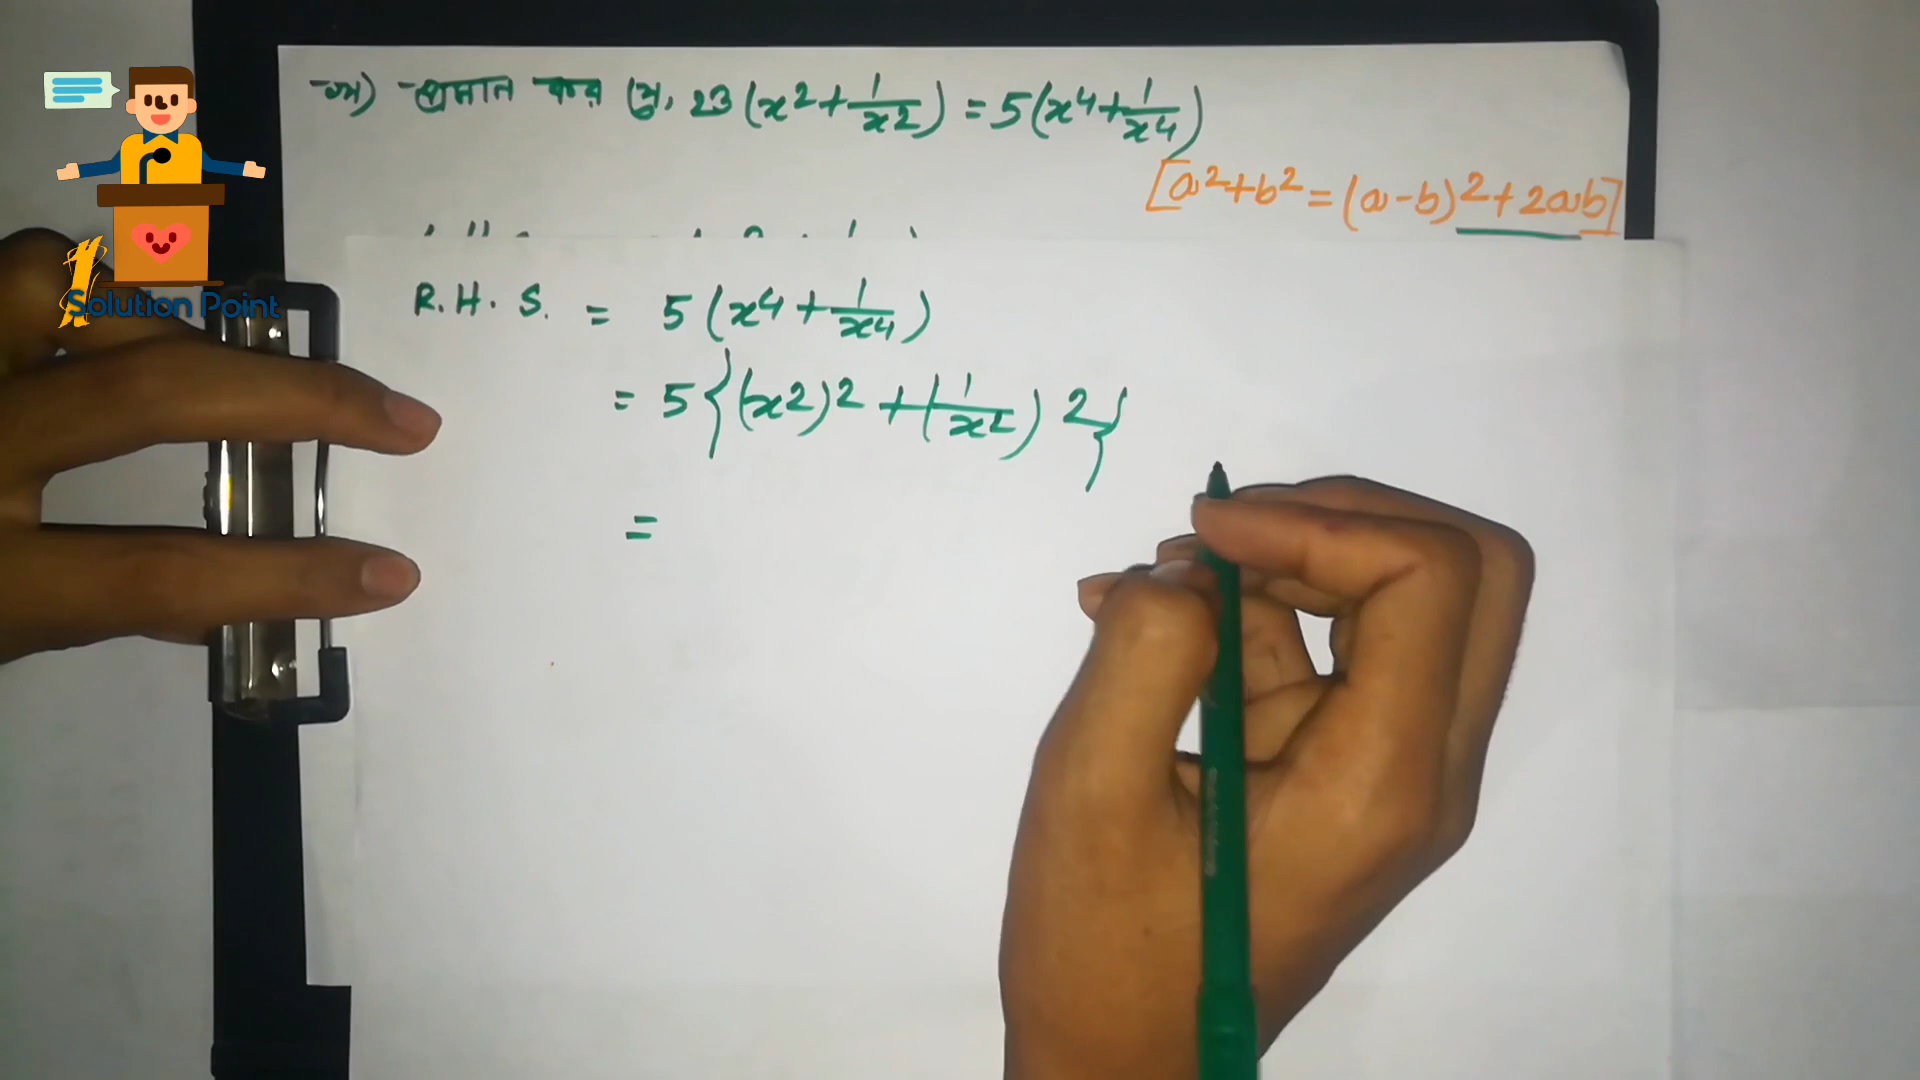 প্রমান কর যে, 23(x²+1/x²) = 5(x⁴+1/x⁴)
[a²+b² = (a-b)²+2ab]
1 Solution Point
R.H.S. = 5(x⁴+1/x⁴)
= 5{(x²)²+(1/x²)2}
=